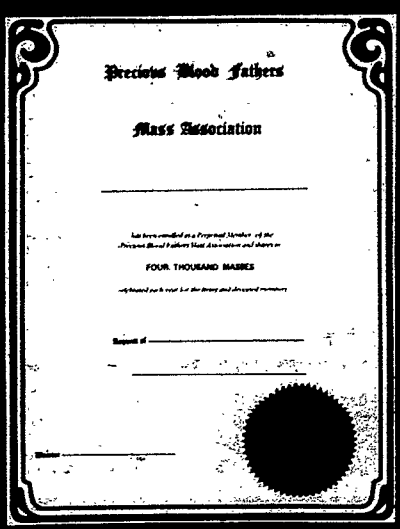 Precious Blood Fathers
Mass Association
has been enrolled as a Perpetual Member of the
Precious Blood Fathers Mass Association and shares in
FOUR THOUSAND MASSES
celebrated each year for the living and deceased members
Request of